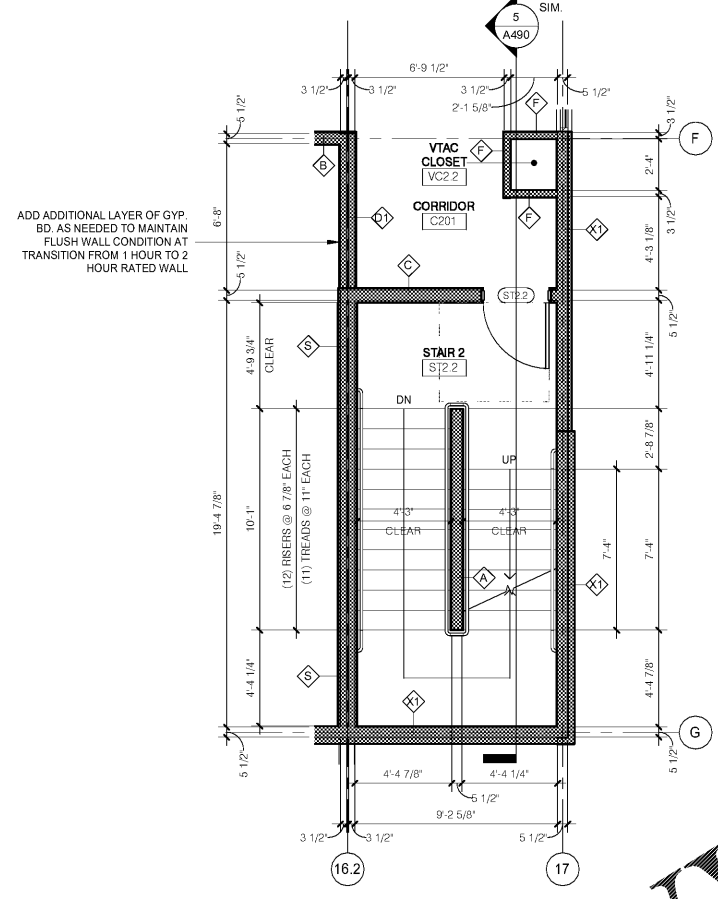 SIM.
5
A490
6'-9 1/2"
3 1/2"
3 1/2"
3 1/2"
5 1/2"
2'-1 5/8"
5 1/2"
3 1/2"
F
F
B
F
VTAC
CLOSET
VC2.2
2'-4"
F
CORRIDOR
C201
D1
X1
3 1/2"
6'-8"
4'-3 1/8"
ADD ADDITIONAL LAYER OF GYP.
BD. AS NEEDED TO MAINTAIN
FLUSH WALL CONDITION AT
TRANSITION FROM 1 HOUR TO 2
HOUR RATED WALL
5 1/2"
C
ST2.2
5 1/2"
S
4'-9 3/4"
CLEAR
STAIR 2
ST2.2
4'-11 1/4"
DN
UP
2'-8 7/8"
19'-4 7/8"
10'-1"
(12) RISERS @ 6 7/8" EACH
(11) TREADS @ 11" EACH
4'-3"
CLEAR
4'-3"
CLEAR
7'-4"
7'-4"
A
X1
S
4'-4 1/4"
4'-4 7/8"
X1
G
5 1/2"
5 1/2"
4'-4 7/8"
4'-4 1/4"
5 1/2"
9'-2 5/8"
3 1/2"
3 1/2"
5 1/2"
16.2
17